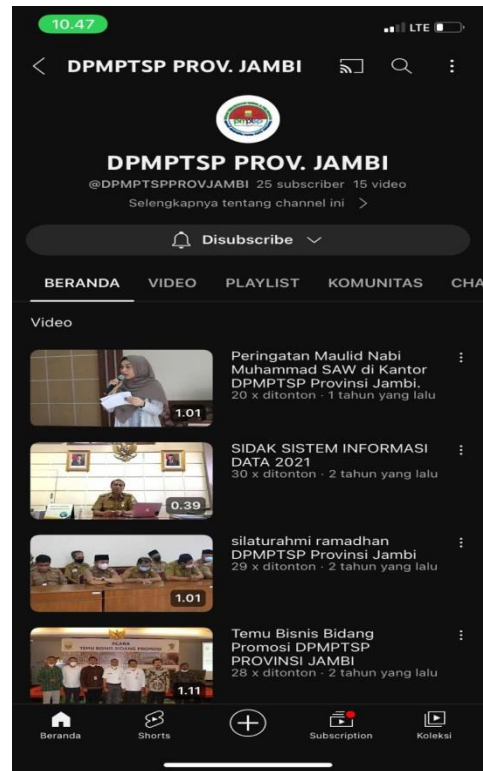 10.47
LTE
DPMPTSP PROV. JAMBI
DPMPTSP PROV. JAMBI
@DPMPTSPPROVJAMBI 25 subscriber 15 video
Selengkapnya tentang channel ini >
Disubscribe
BERANDA VIDEO PLAYLIST KOMUNITAS CHA
Video
Peringatan Maulid Nabi
Muhammad SAW di Kantor
DPMPTSP Provinsi Jambi.
20 x ditonton · 1 tahun yang lalu
1.01
SIDAK SISTEM INFORMASI
DATA 2021
30 x ditonton · 2 tahun yang lalu
0.39
silaturahmi ramadhan
DPMPTSP Provinsi Jambi
29 x ditonton · 2 tahun yang lalu
1.01
Temu Bisnis Bidang
Promosi DPMPTSP
PROVINSI JAMBI
28 x ditonton · 2 tahun yang lalu
TEMU BISNIS BIDANG PROMOSI
1.11
Beranda Shorts Subscription Koleksi